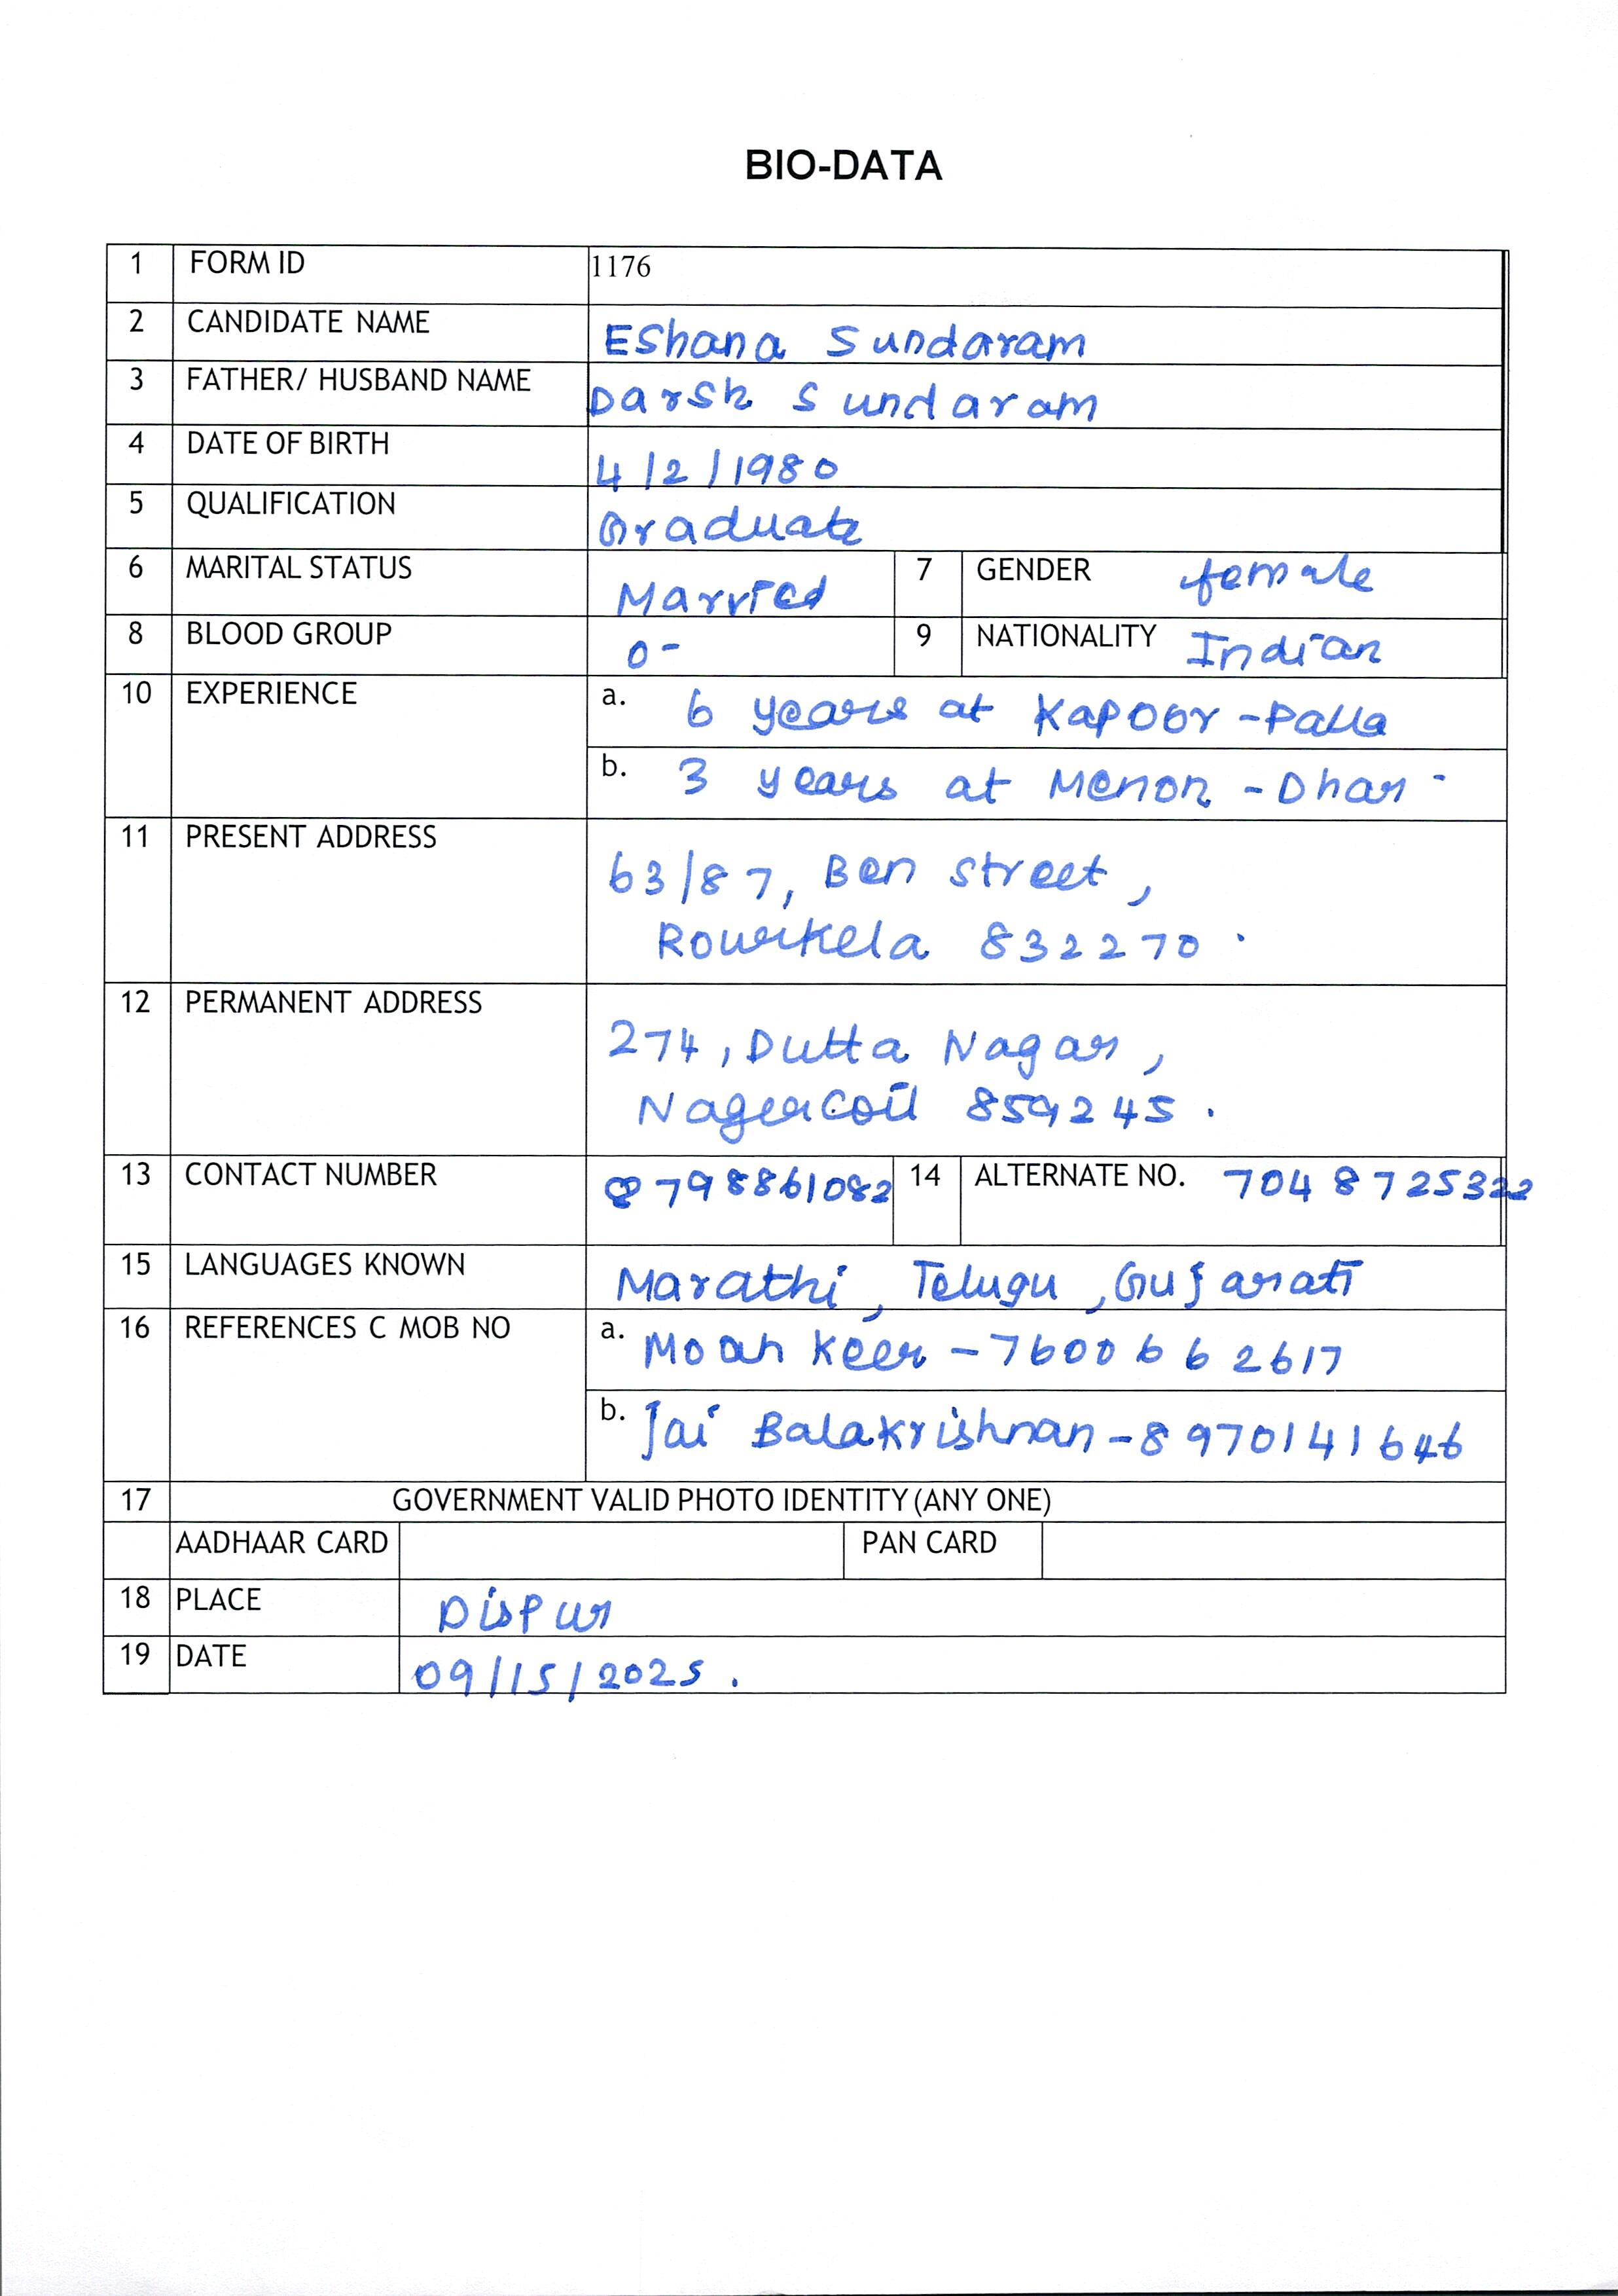 BIO-DATA
1 FORM ID 1176
2 CANDIDATE NAME Eshana Sundaram
3 FATHER/ HUSBAND NAME Darsh Sundaram
4 DATE OF BIRTH 4/2/1980
5 QUALIFICATION Graduate
6 MARITAL STATUS Married 7 GENDER female
8 BLOOD GROUP O- 9 NATIONALITY Indian
10 EXPERIENCE a. 6 years at Kapoor-Palla
b. 3 years at Menon-Dhar
11 PRESENT ADDRESS
63/87, Ben Street,
Rourkela 832270.
12 PERMANENT ADDRESS
274, Dutta Nagar,
Nagercoil 859245.
13 CONTACT NUMBER 8798861082 14 ALTERNATE NO. 7048725322
15 LANGUAGES KNOWN Marathi, Telugu, Gujarati
16 REFERENCES C MOB NO a. Moah Keer - 7600662617
b. Jai Balakrishnan - 8970141646
17 GOVERNMENT VALID PHOTO IDENTITY (ANY ONE)
AADHAAR CARD PAN CARD
18 PLACE Dispur
19 DATE 09/15/2025.